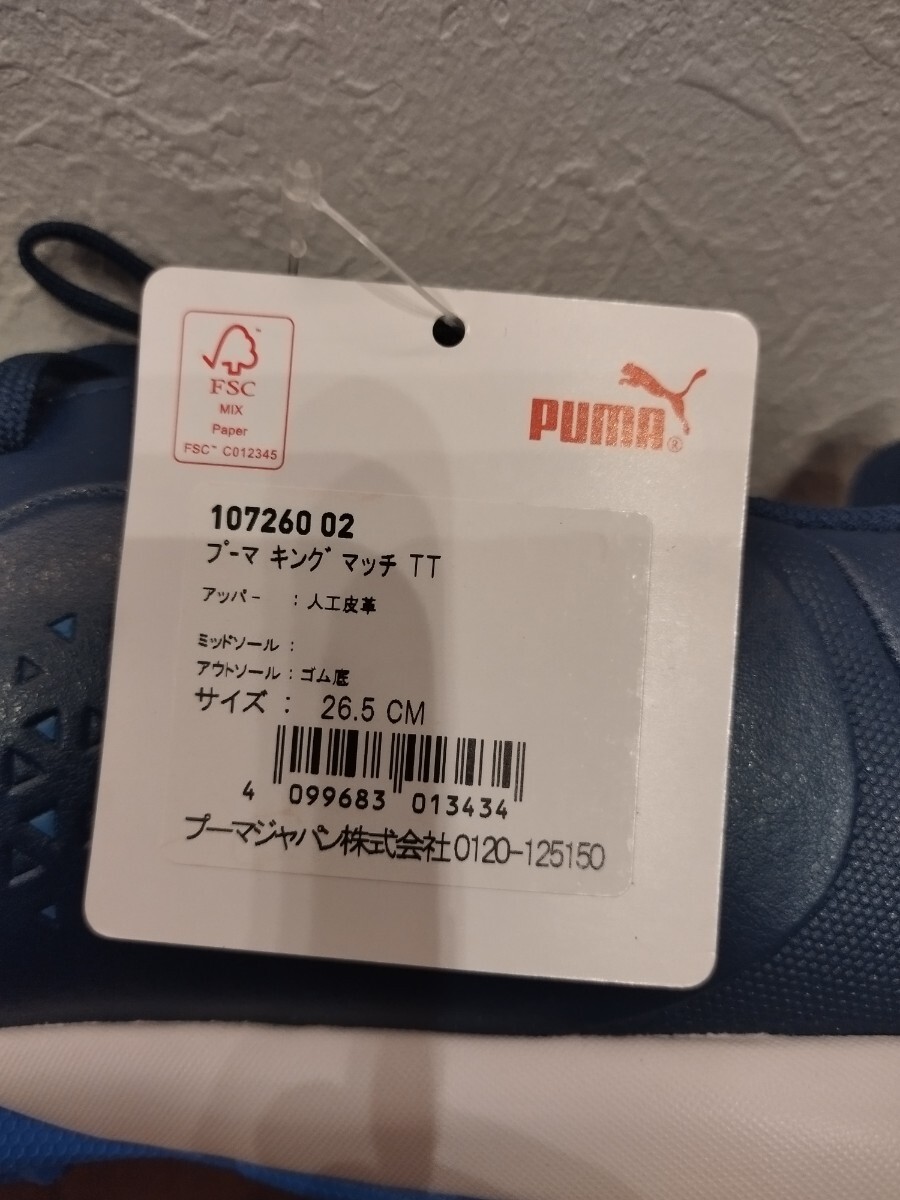 FSC™
MIX
Paper
FSC™ C012345
PUMA®
107260 02
プーマ キング マッチ TT
アッパー : 人工皮革
ミッドソール :
アウトソール : ゴム底
サイズ : 26.5 CM
4 099683 013434
プーマジャパン株式会社 0120-125150